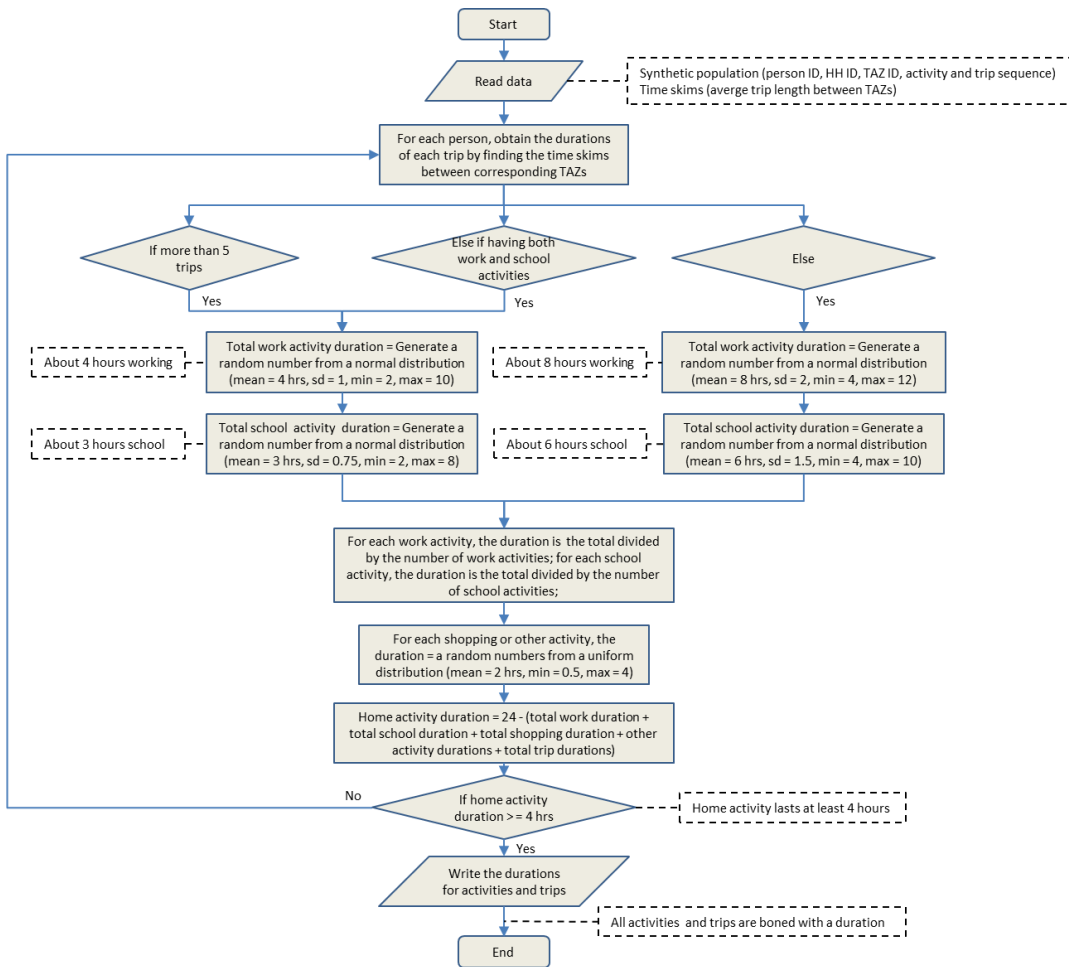 Start
Read data
Synthetic population (person ID, HH ID, TAZ ID, activity and trip sequence)
Time skims (averge trip length between TAZs)
For each person, obtain the durations
of each trip by finding the time skims
between corresponding TAZs
If more than 5
trips
Else if having both
work and school
activities
Else
Yes
Yes
Yes
About 4 hours working
Total work activity duration = Generate a
random number from a normal distribution
(mean = 4 hrs, sd = 1, min = 2, max = 10)
About 8 hours working
Total work activity duration = Generate a
random number from a normal distribution
(mean = 8 hrs, sd = 2, min = 4, max = 12)
About 3 hours school
Total school activity duration = Generate a
random number from a normal distribution
(mean = 3 hrs, sd = 0.75, min = 2, max = 8)
About 6 hours school
Total school activity duration = Generate a
random number from a normal distribution
(mean = 6 hrs, sd = 1.5, min = 4, max = 10)
For each work activity, the duration is the total divided
by the number of work activities; for each school
activity, the duration is the total divided by the number
of school activities;
For each shopping or other activity, the
duration = a random numbers from a uniform
distribution (mean = 2 hrs, min = 0.5, max = 4)
Home activity duration = 24 - (total work duration +
total school duration + total shopping duration + other
activity durations + total trip durations)
No
If home activity
duration > = 4 hrs
Home activity lasts at least 4 hours
Yes
Write the durations
for activities and trips
All activities and trips are boned with a duration
End